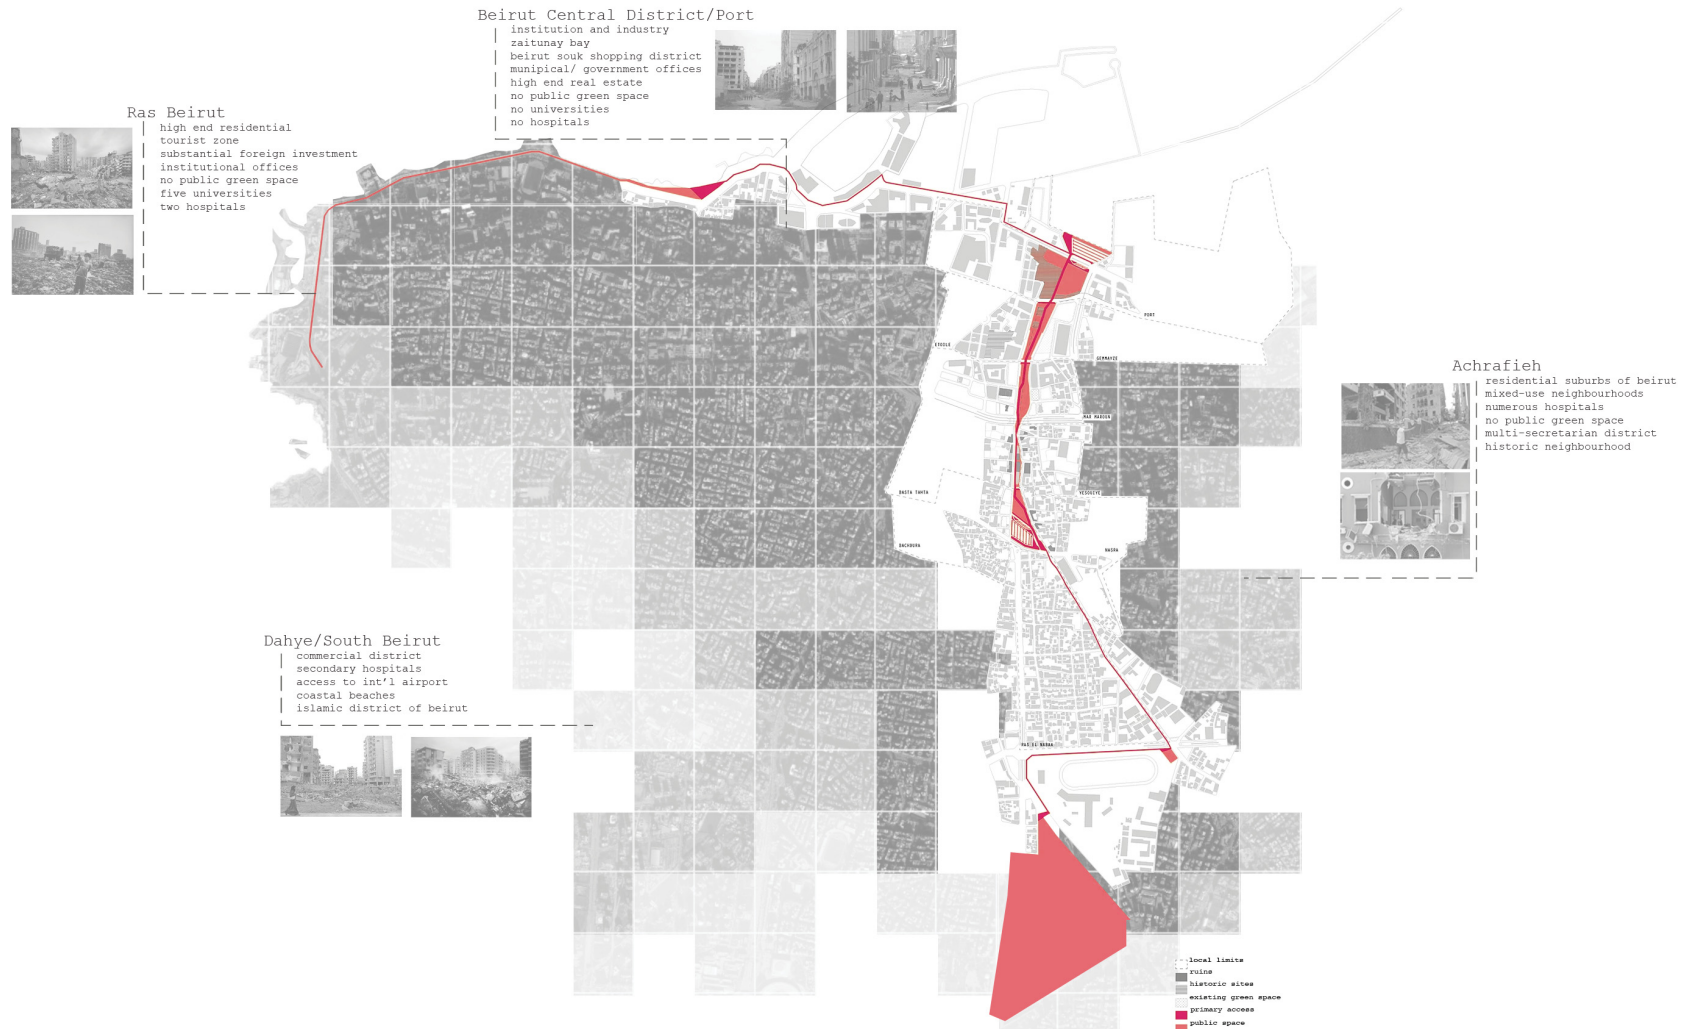 Beirut Central District/Port
institution and industry
zaitunay bay
beirut souk shopping district
munipical/ government offices
high end real estate
no public green space
no universities
no hospitals
Ras Beirut
high end residential
tourist zone
substantial foreign investment
institutional offices
no public green space
five universities
two hospitals
PORT
ETOILE
GEMMAYZE
Achrafieh
residential suburbs of beirut
mixed-use neighbourhoods
numerous hospitals
no public green space
multi-secretarian district
historic neighbourhood
MAR MAROUN
BASTA TAHTA
YESOUIYE
BACHOURA
NASRA
Dahye/South Beirut
commercial district
secondary hospitals
access to int'l airport
coastal beaches
islamic district of beirut
RAS EL NABAA
local limits
ruins
historic sites
existing green space
primary access
public space